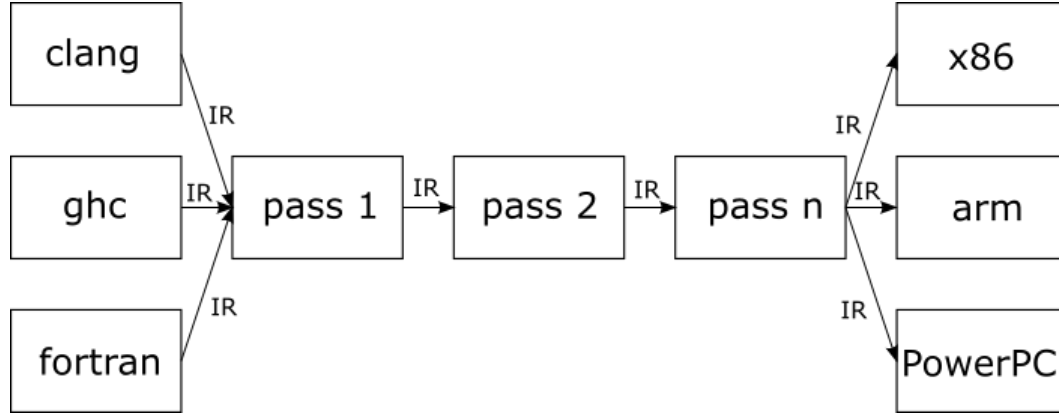 clang
x86
IR
IR
ghc
IR
pass 1
IR
pass 2
IR
pass n
IR
arm
IR
IR
fortran
PowerPC